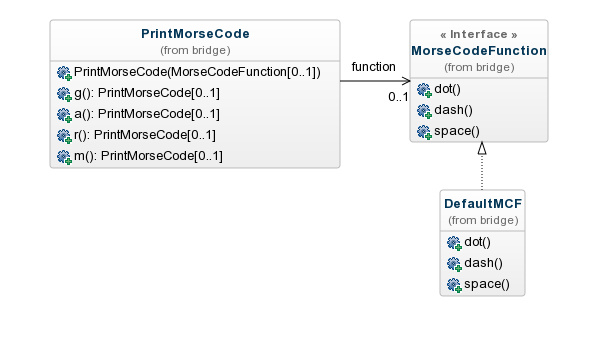 PrintMorseCode
(from bridge)
PrintMorseCode(MorseCodeFunction[0..1])
g(): PrintMorseCode[0..1]
a(): PrintMorseCode[0..1]
r(): PrintMorseCode[0..1]
m(): PrintMorseCode[0..1]
function
0..1
« Interface »
MorseCodeFunction
(from bridge)
dot()
dash()
space()
DefaultMCF
(from bridge)
dot()
dash()
space()